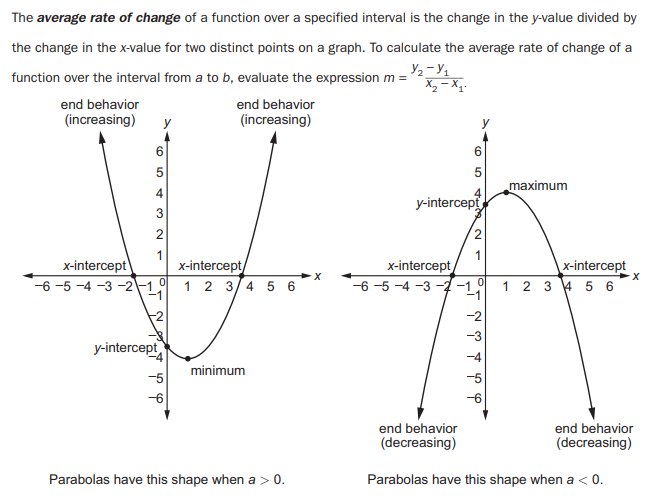 The average rate of change of a function over a specified interval is the change in the y-value divided by
the change in the x-value for two distinct points on a graph. To calculate the average rate of change of a
function over the interval from a to b, evaluate the expression m = y₂ – y₁ / x₂ – x₁.
end behavior
(increasing)
y
end behavior
(increasing)
6
5
4
3
2
1
x-intercept
x-intercept
x
–6 –5 –4 –3 –2 –1 0 1 2 3 4 5 6
–1
–2
–3
y-intercept
–4
minimum
–5
–6
Parabolas have this shape when a > 0.
y
6
5
maximum
4
y-intercept
3
2
1
x-intercept
x-intercept
x
–6 –5 –4 –3 –2 –1 0 1 2 3 4 5 6
–1
–2
–3
–4
–5
–6
end behavior
(decreasing)
end behavior
(decreasing)
Parabolas have this shape when a < 0.